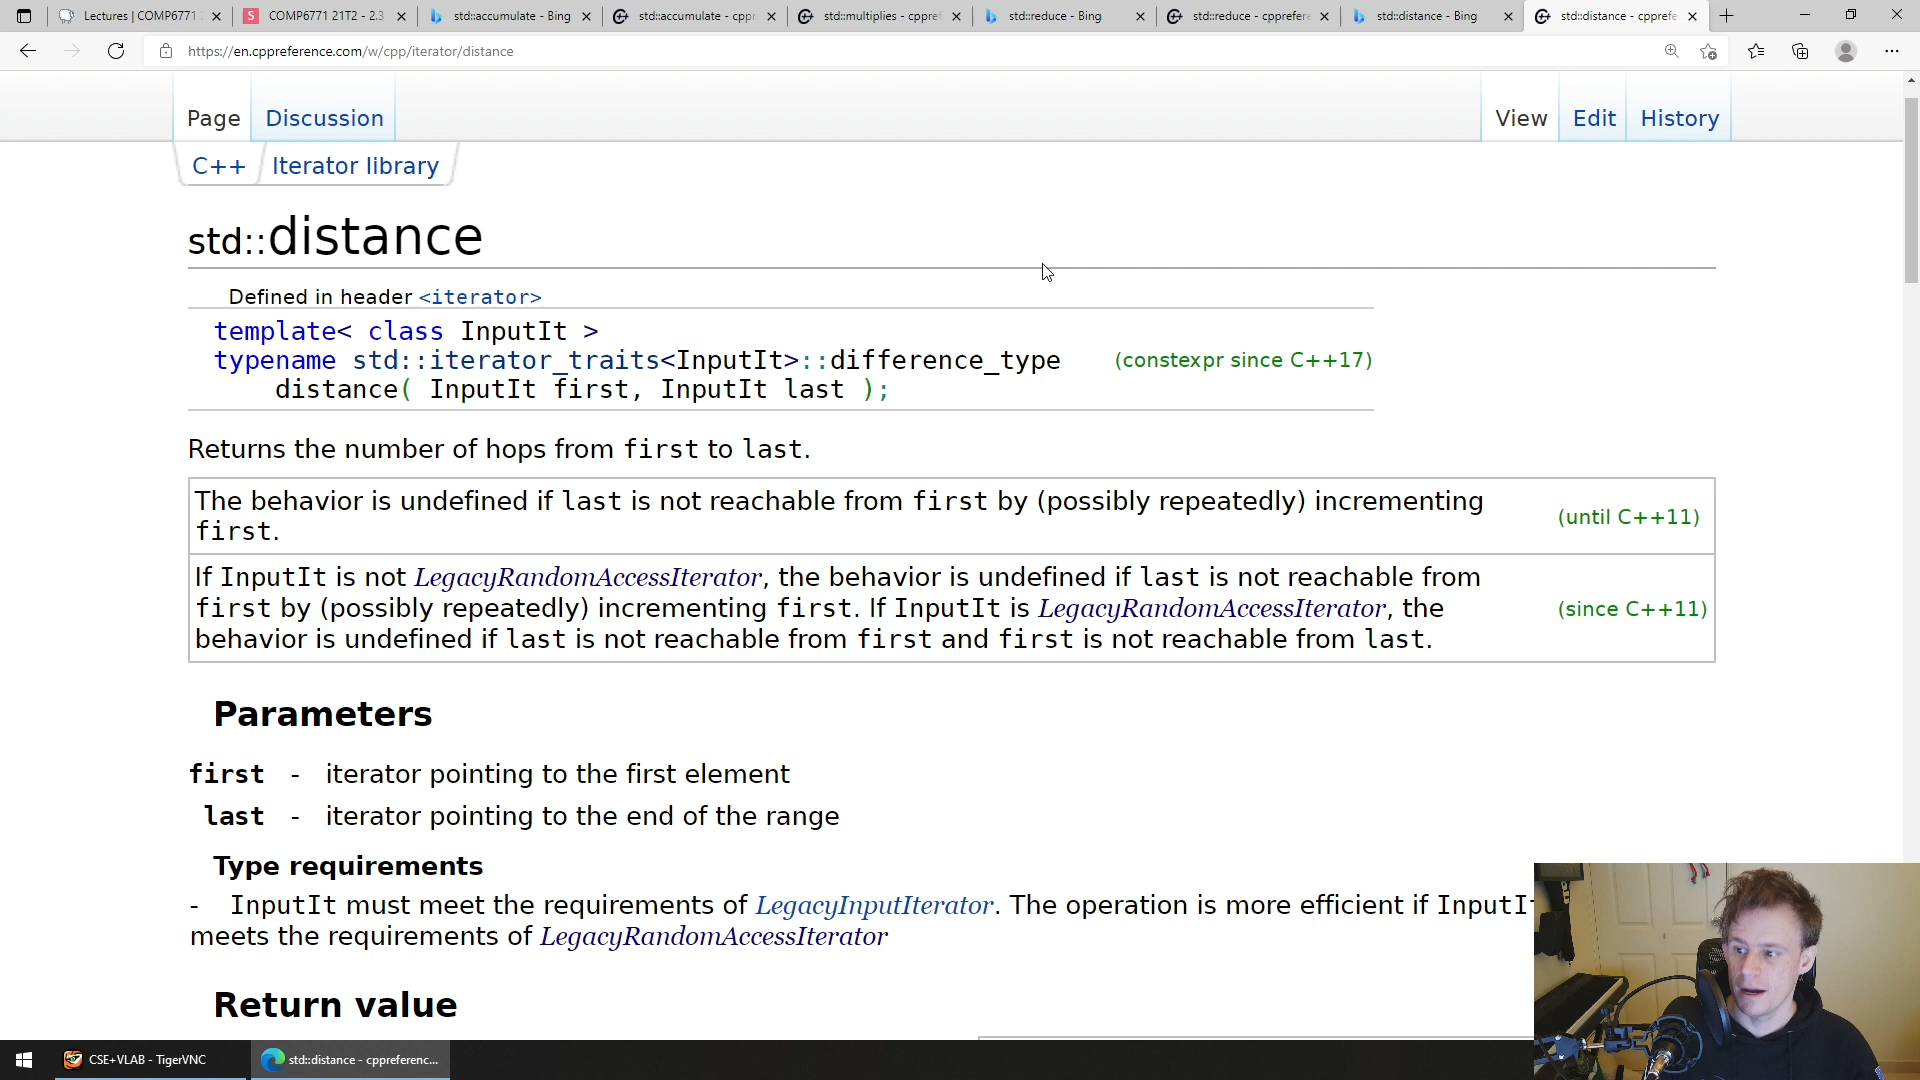 Lectures | COMP6771
COMP6771 21T2 - 2.3
std::accumulate - Bing
std::accumulate - cppr
std::multiplies - cppref
std::reduce - Bing
std::reduce - cpprefere
std::distance - Bing
std::distance - cpprefe
https://en.cppreference.com/w/cpp/iterator/distance
Page
Discussion
View
Edit
History
C++
Iterator library
std::distance
Defined in header <iterator>
template< class InputIt >
typename std::iterator_traits<InputIt>::difference_type
distance( InputIt first, InputIt last );
(constexpr since C++17)
Returns the number of hops from first to last.
The behavior is undefined if last is not reachable from first by (possibly repeatedly) incrementing
first.
(until C++11)
If InputIt is not LegacyRandomAccessIterator, the behavior is undefined if last is not reachable from
first by (possibly repeatedly) incrementing first. If InputIt is LegacyRandomAccessIterator, the
behavior is undefined if last is not reachable from first and first is not reachable from last.
(since C++11)
Parameters
first - iterator pointing to the first element
last - iterator pointing to the end of the range
Type requirements
- InputIt must meet the requirements of LegacyInputIterator. The operation is more efficient if InputIt
meets the requirements of LegacyRandomAccessIterator
Return value
CSE+VLAB - TigerVNC
std::distance - cppreferenc...